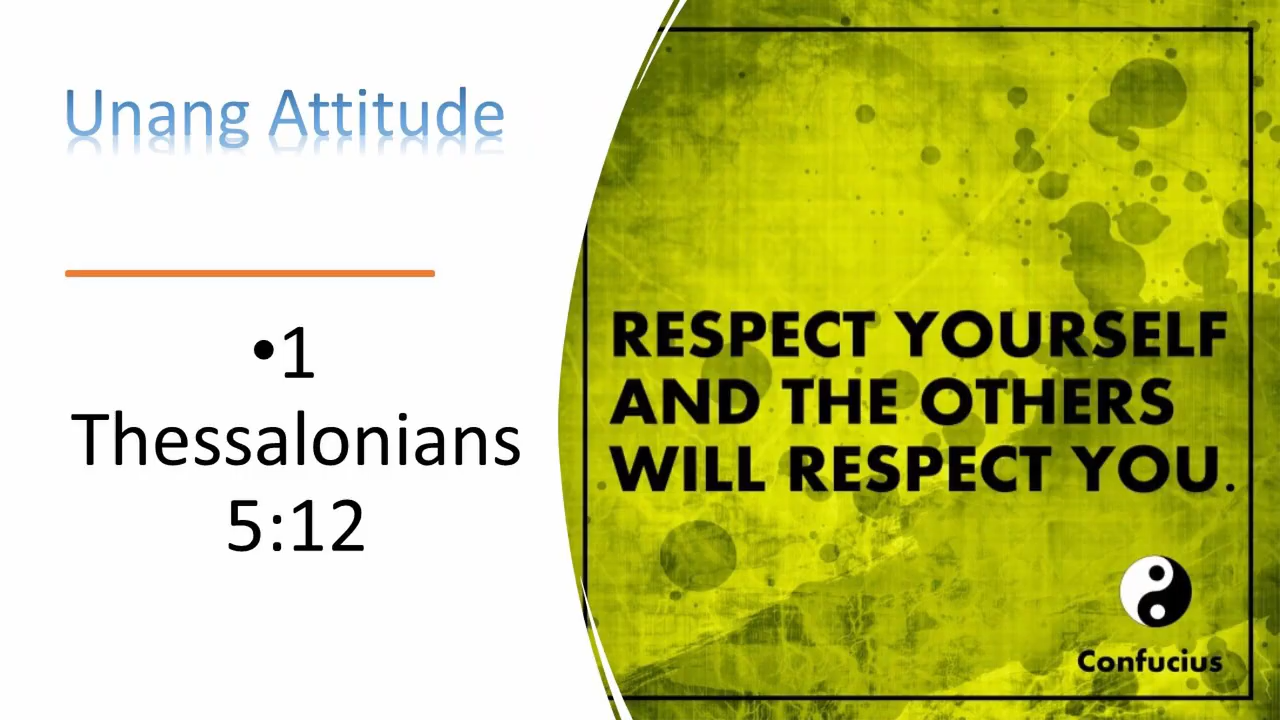 Unang Attitude
•1
Thessalonians
5:12
RESPECT YOURSELF
AND THE OTHERS
WILL RESPECT YOU.
Confucius